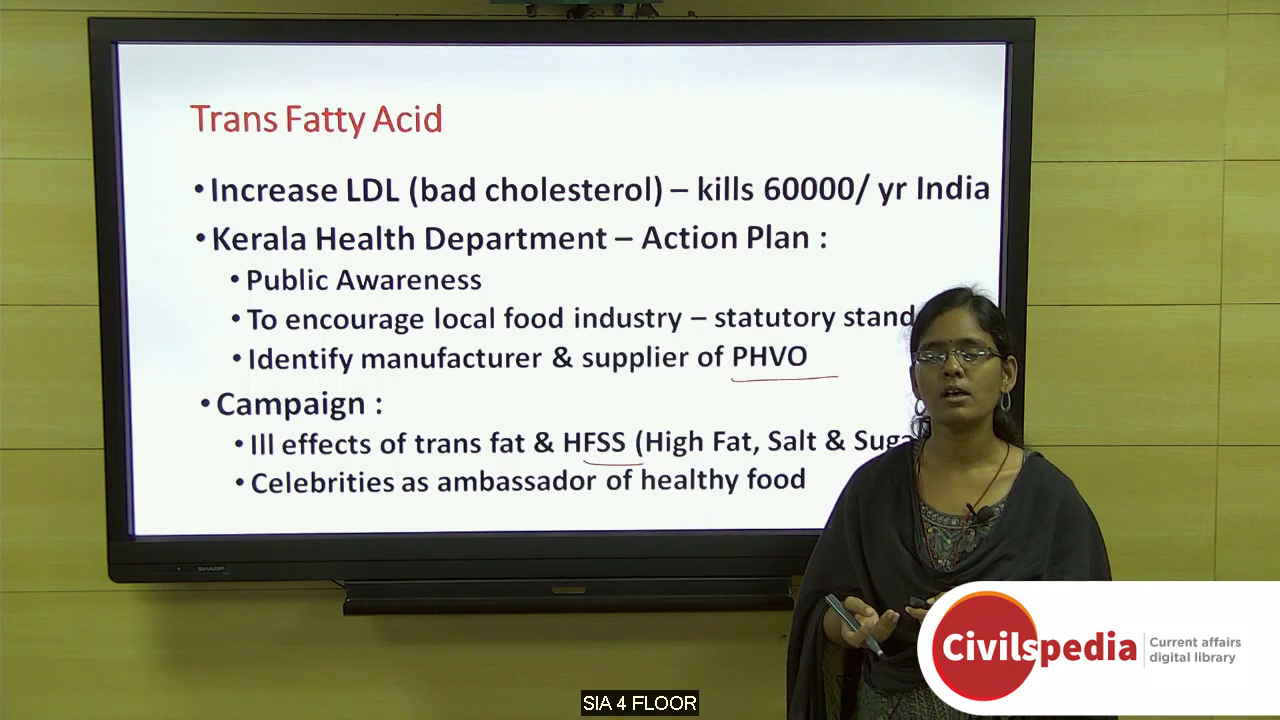 Trans Fatty Acid
• Increase LDL (bad cholesterol) – kills 60000/ yr India
• Kerala Health Department – Action Plan :
• Public Awareness
• To encourage local food industry – statutory stand
• Identify manufacturer & supplier of PHVO
• Campaign :
• Ill effects of trans fat & HFSS (High Fat, Salt & Suga
• Celebrities as ambassador of healthy food
SHARP
Civilspedia
Current affairs
digital library
SIA 4 FLOOR